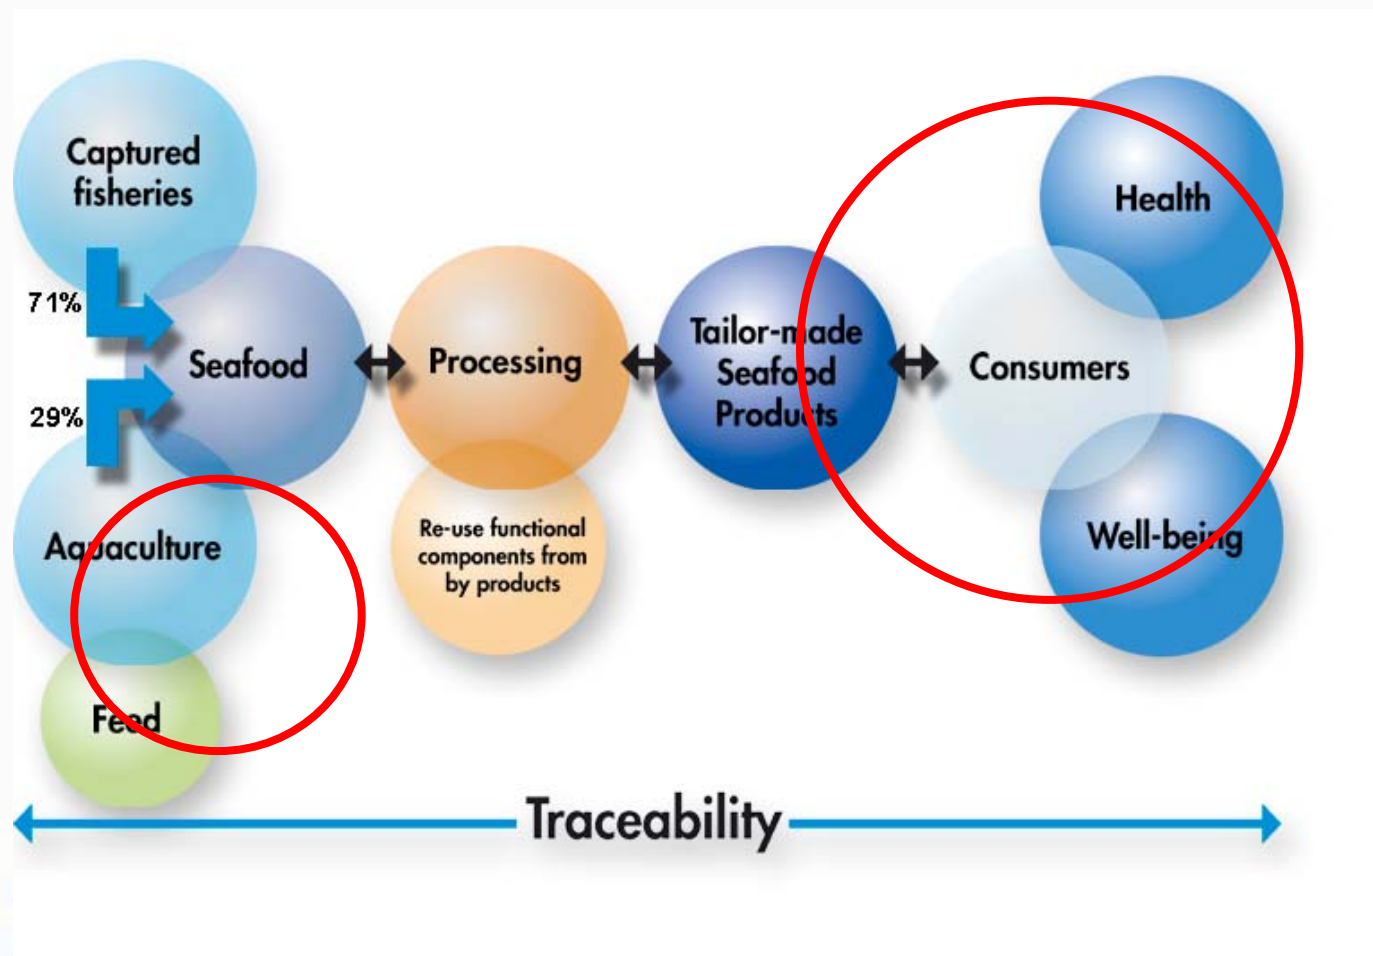 Captured
fisheries
71%
Seafood
29%
Aquaculture
Feed
Processing
Re-use functional
components from
by products
Tailor-made
Seafood
Products
Consumers
Health
Well-being
Traceability